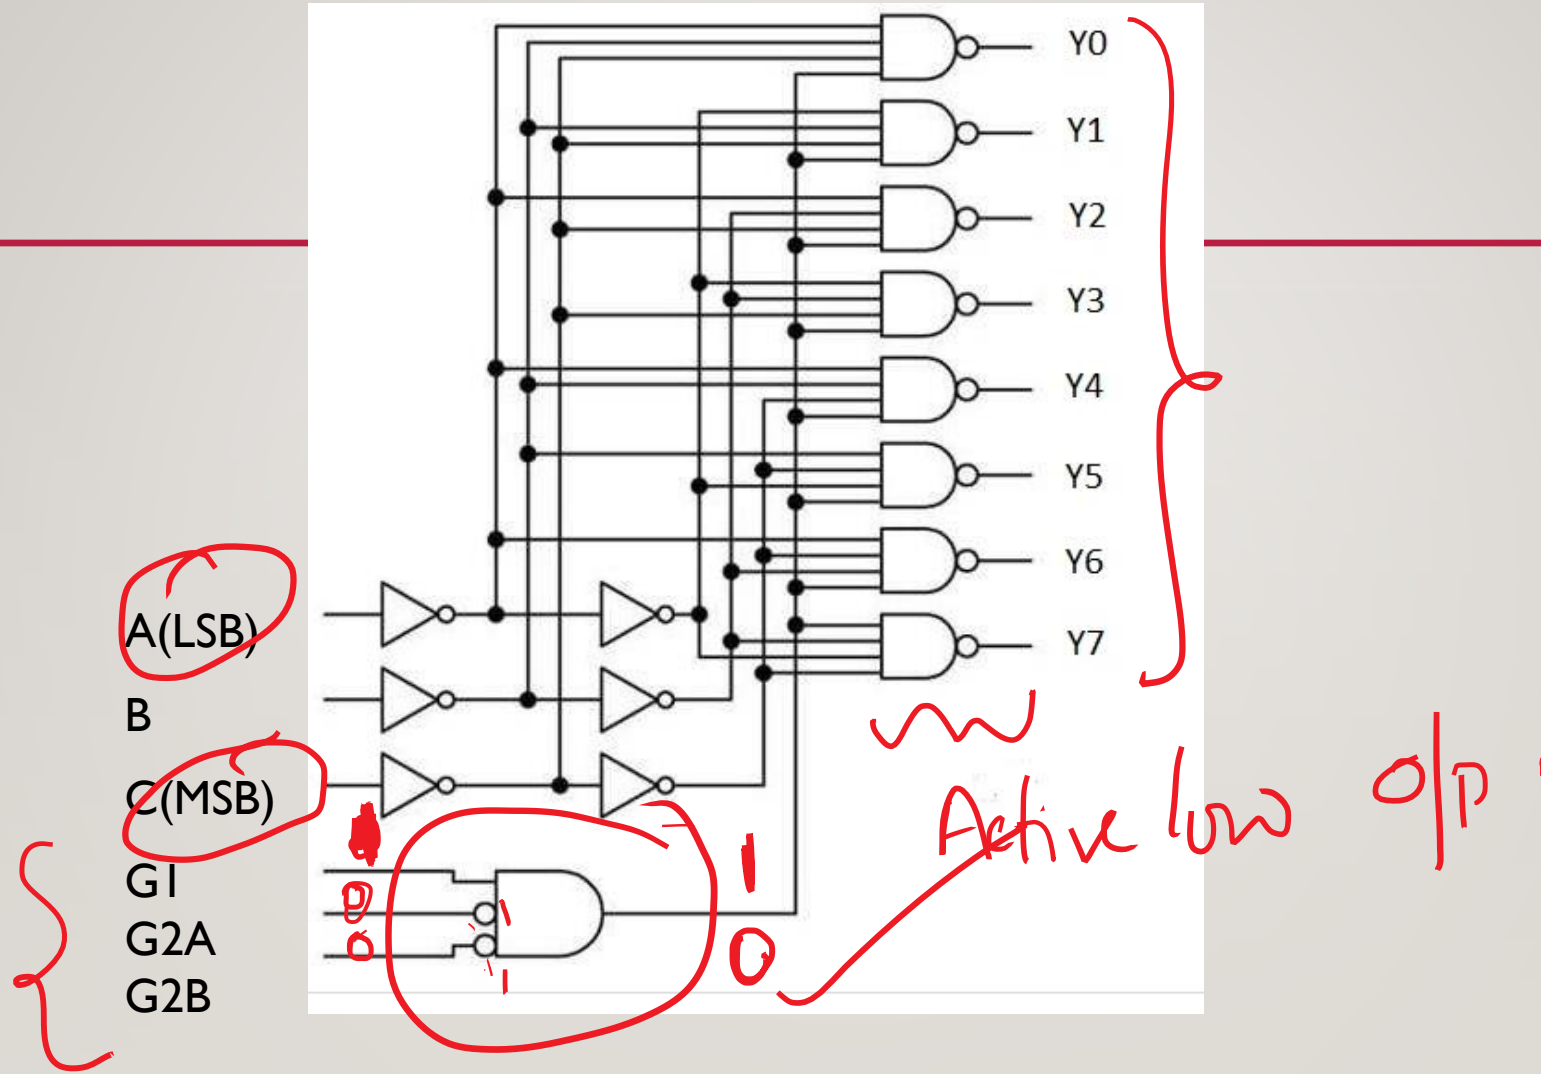 Y0
Y1
Y2
Y3
Y4
Y5
Y6
Y7
A(LSB)
B
C(MSB)
G1
G2A
G2B
0
0
1
1
1
0
Active low o/p